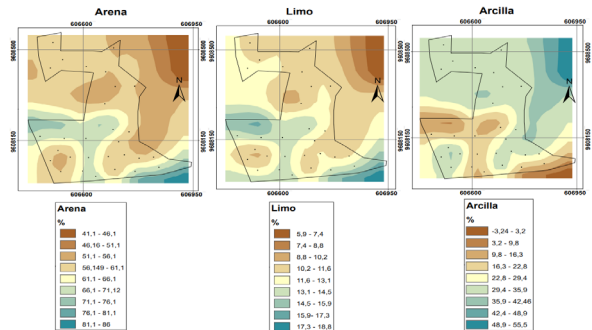 Arena
Limo
Arcilla
606600
606950
606600
606950
606600
606950
9688500
9688150
9688500
9688150
9688500
9688150
N
N
N
606600
606950
606600
606950
606600
606950
Arena
%
41,1 - 46,1
46,16 - 51,1
51,1 - 56,1
56,149 - 61,1
61,1 - 66,1
66,1 - 71,12
71,1 - 76,1
76,1 - 81,1
81,1 - 86
Limo
%
5,9 - 7,4
7,4 - 8,8
8,8 - 10,2
10,2 - 11,6
11,6 - 13,1
13,1 - 14,5
14,5 - 15,9
15,9- 17,3
17,3 - 18,8
Arcilla
%
-3,24 - 3,2
3,2 - 9,8
9,8 - 16,3
16,3 - 22,8
22,8 - 29,4
29,4 - 35,9
35,9 - 42,46
42,4 - 48,9
48,9 - 55,5